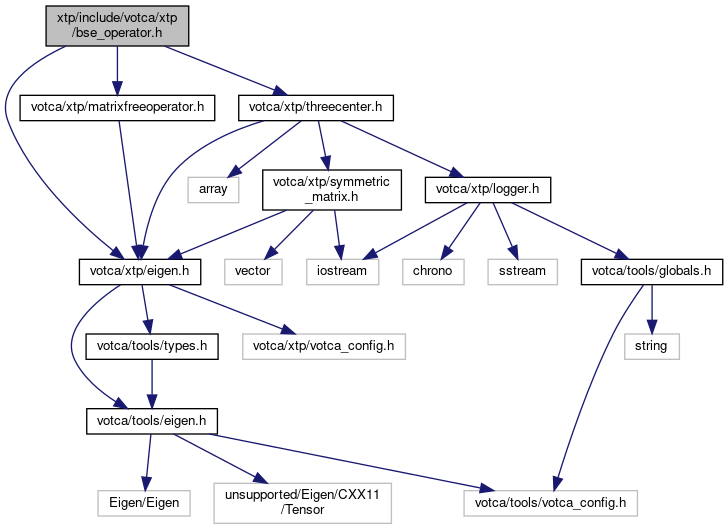 xtp/include/votca/xtp
/bse_operator.h
votca/xtp/matrixfreeoperator.h
votca/xtp/threecenter.h
array
votca/xtp/symmetric
_matrix.h
votca/xtp/logger.h
votca/xtp/eigen.h
vector
iostream
chrono
sstream
votca/tools/globals.h
votca/tools/types.h
votca/xtp/votca_config.h
string
votca/tools/eigen.h
Eigen/Eigen
unsupported/Eigen/CXX11
/Tensor
votca/tools/votca_config.h